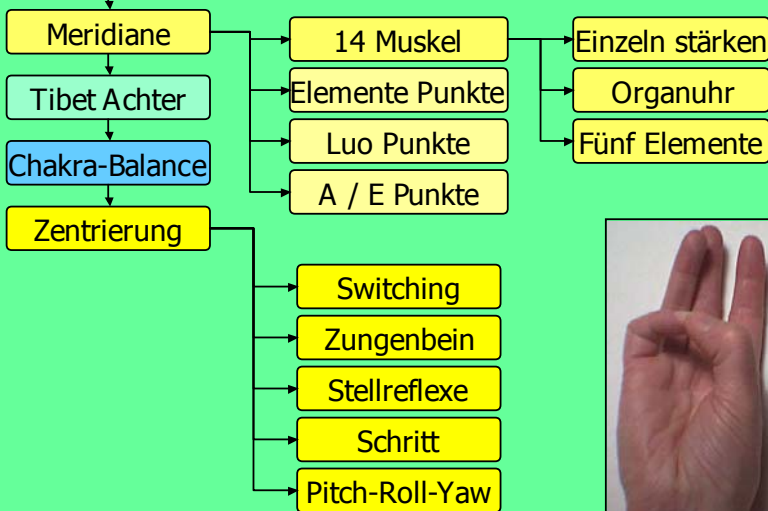 Meridiane
14 Muskel
Einzeln stärken
Tibet Achter
Elemente Punkte
Organuhr
Chakra-Balance
Luo Punkte
Fünf Elemente
A / E Punkte
Zentrierung
Switching
Zungenbein
Stellreflexe
Schritt
Pitch-Roll-Yaw